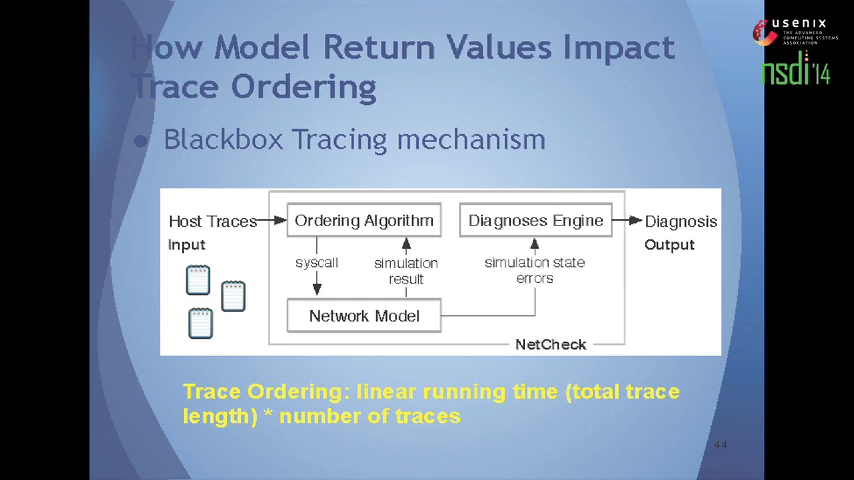 How Model Return Values Impact
Trace Ordering
● Blackbox Tracing mechanism
Host Traces
Input
Ordering Algorithm
Diagnoses Engine
Diagnosis
Output
syscall
simulation
result
simulation state
errors
Network Model
NetCheck
Trace Ordering: linear running time (total trace
length) * number of traces
44
usenix
THE ADVANCED
COMPUTING SYSTEMS
ASSOCIATION
nsdi '14